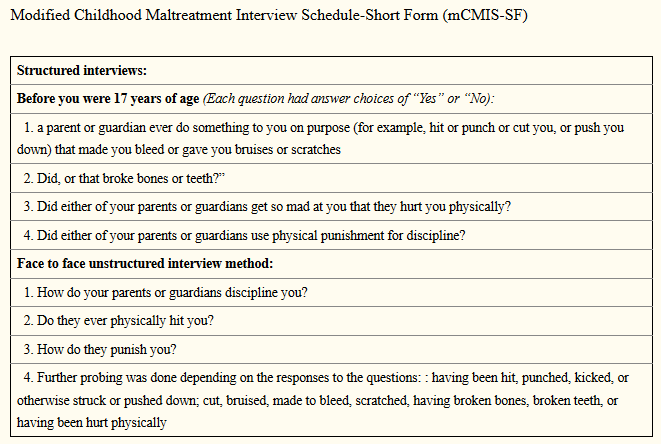 Modified Childhood Maltreatment Interview Schedule-Short Form (mCMIS-SF)
Structured interviews:
Before you were 17 years of age (Each question had answer choices of “Yes” or “No):
1. a parent or guardian ever do something to you on purpose (for example, hit or punch or cut you, or push you
down) that made you bleed or gave you bruises or scratches
2. Did, or that broke bones or teeth?”
3. Did either of your parents or guardians get so mad at you that they hurt you physically?
4. Did either of your parents or guardians use physical punishment for discipline?
Face to face unstructured interview method:
1. How do your parents or guardians discipline you?
2. Do they ever physically hit you?
3. How do they punish you?
4. Further probing was done depending on the responses to the questions: : having been hit, punched, kicked, or
otherwise struck or pushed down; cut, bruised, made to bleed, scratched, having broken bones, broken teeth, or
having been hurt physically